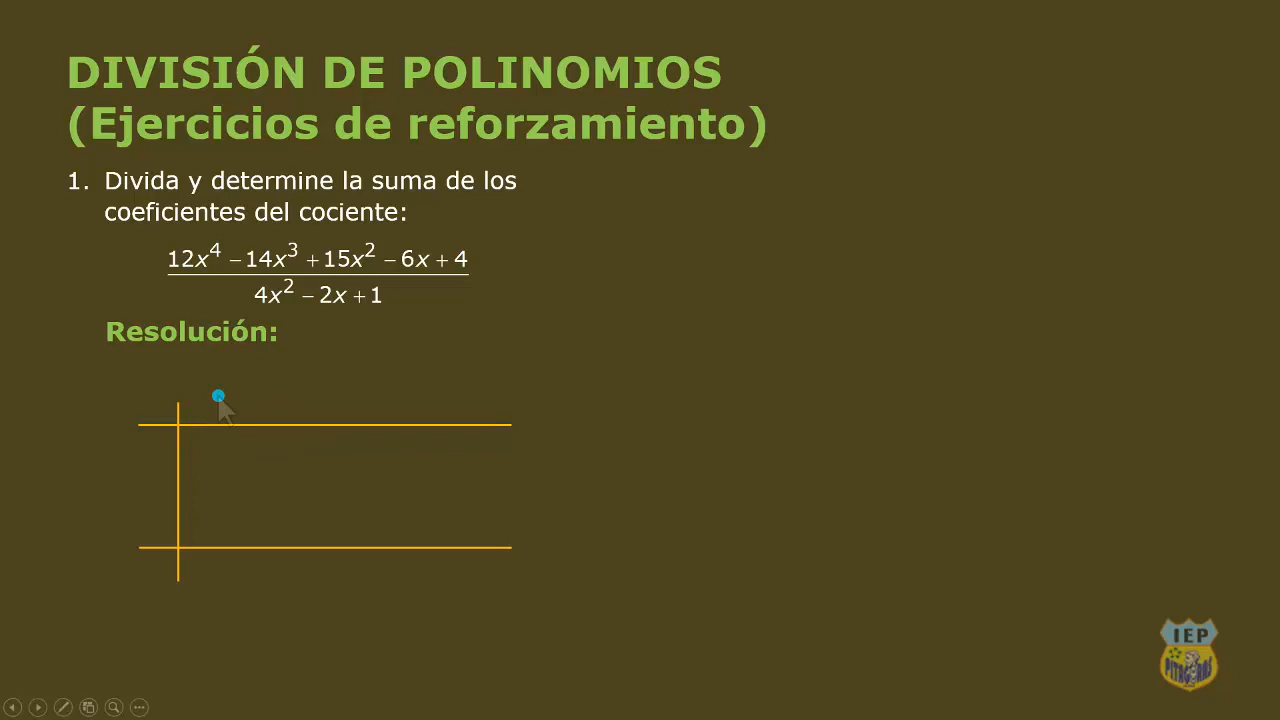 DIVISIÓN DE POLINOMIOS
(Ejercicios de reforzamiento)
1. Divida y determine la suma de los
coeficientes del cociente:
12x⁴ − 14x³ + 15x² − 6x + 4
4x² − 2x + 1
Resolución:
IEP
PITAGORAS